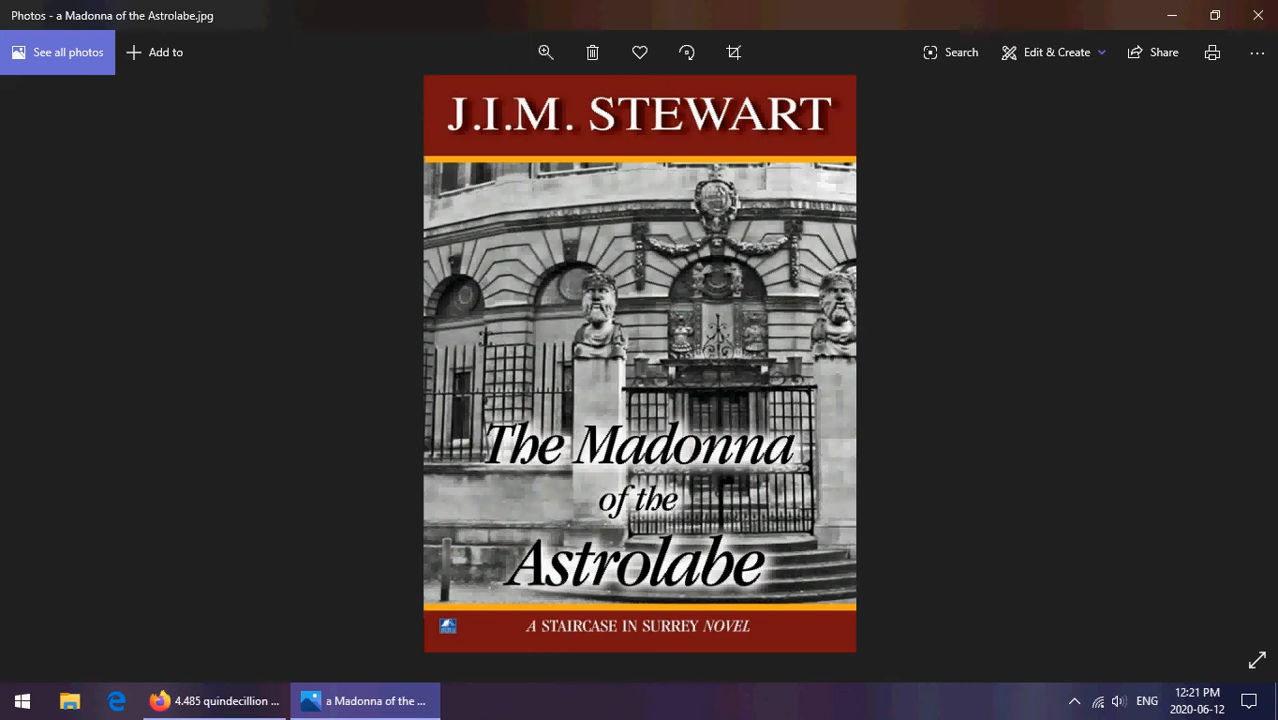 Photos - a Madonna of the Astrolabe.jpg
See all photos
Add to
Search
Edit & Create
Share
J.I.M. STEWART
The Madonna
of the
Astrolabe
A STAIRCASE IN SURREY NOVEL
4.485 quindecillion ...
a Madonna of the ...
ENG
12:21 PM
2020-06-12